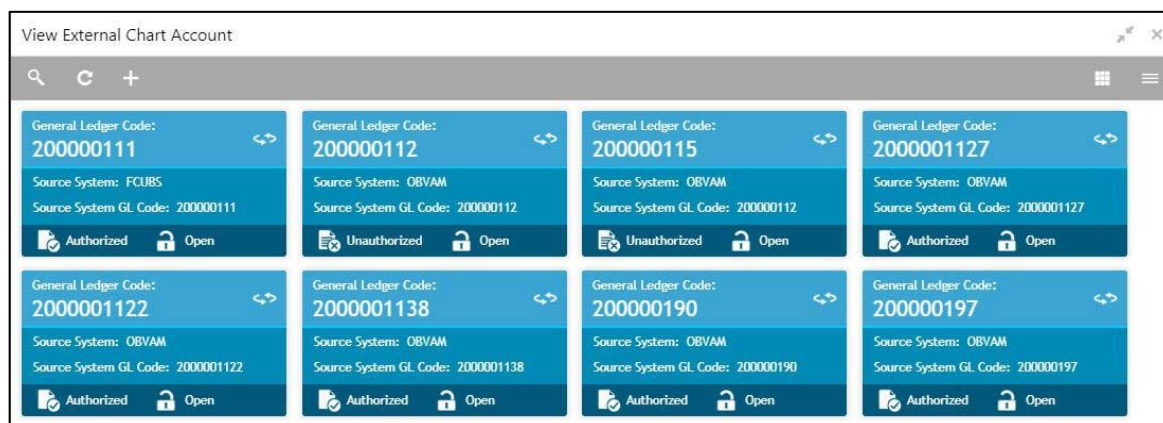 View External Chart Account
General Ledger Code:
200000111
Source System: FCUBS
Source System GL Code: 200000111
Authorized Open
General Ledger Code:
200000112
Source System: OBVAM
Source System GL Code: 200000112
Unauthorized Open
General Ledger Code:
200000115
Source System: OBVAM
Source System GL Code: 200000112
Unauthorized Open
General Ledger Code:
2000001127
Source System: OBVAM
Source System GL Code: 2000001127
Authorized Open
General Ledger Code:
2000001122
Source System: OBVAM
Source System GL Code: 2000001122
Authorized Open
General Ledger Code:
2000001138
Source System: OBVAM
Source System GL Code: 2000001138
Authorized Open
General Ledger Code:
200000190
Source System: OBVAM
Source System GL Code: 200000190
Authorized Open
General Ledger Code:
200000197
Source System: OBVAM
Source System GL Code: 200000197
Authorized Open